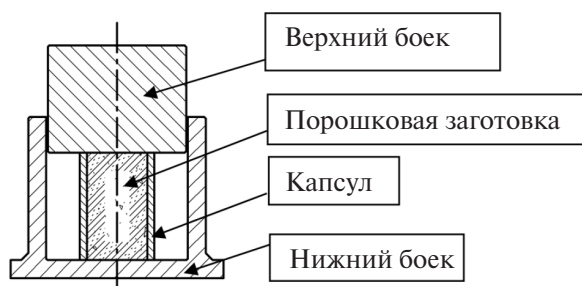 Верхний боек
Порошковая заготовка
Капсул
Нижний боек